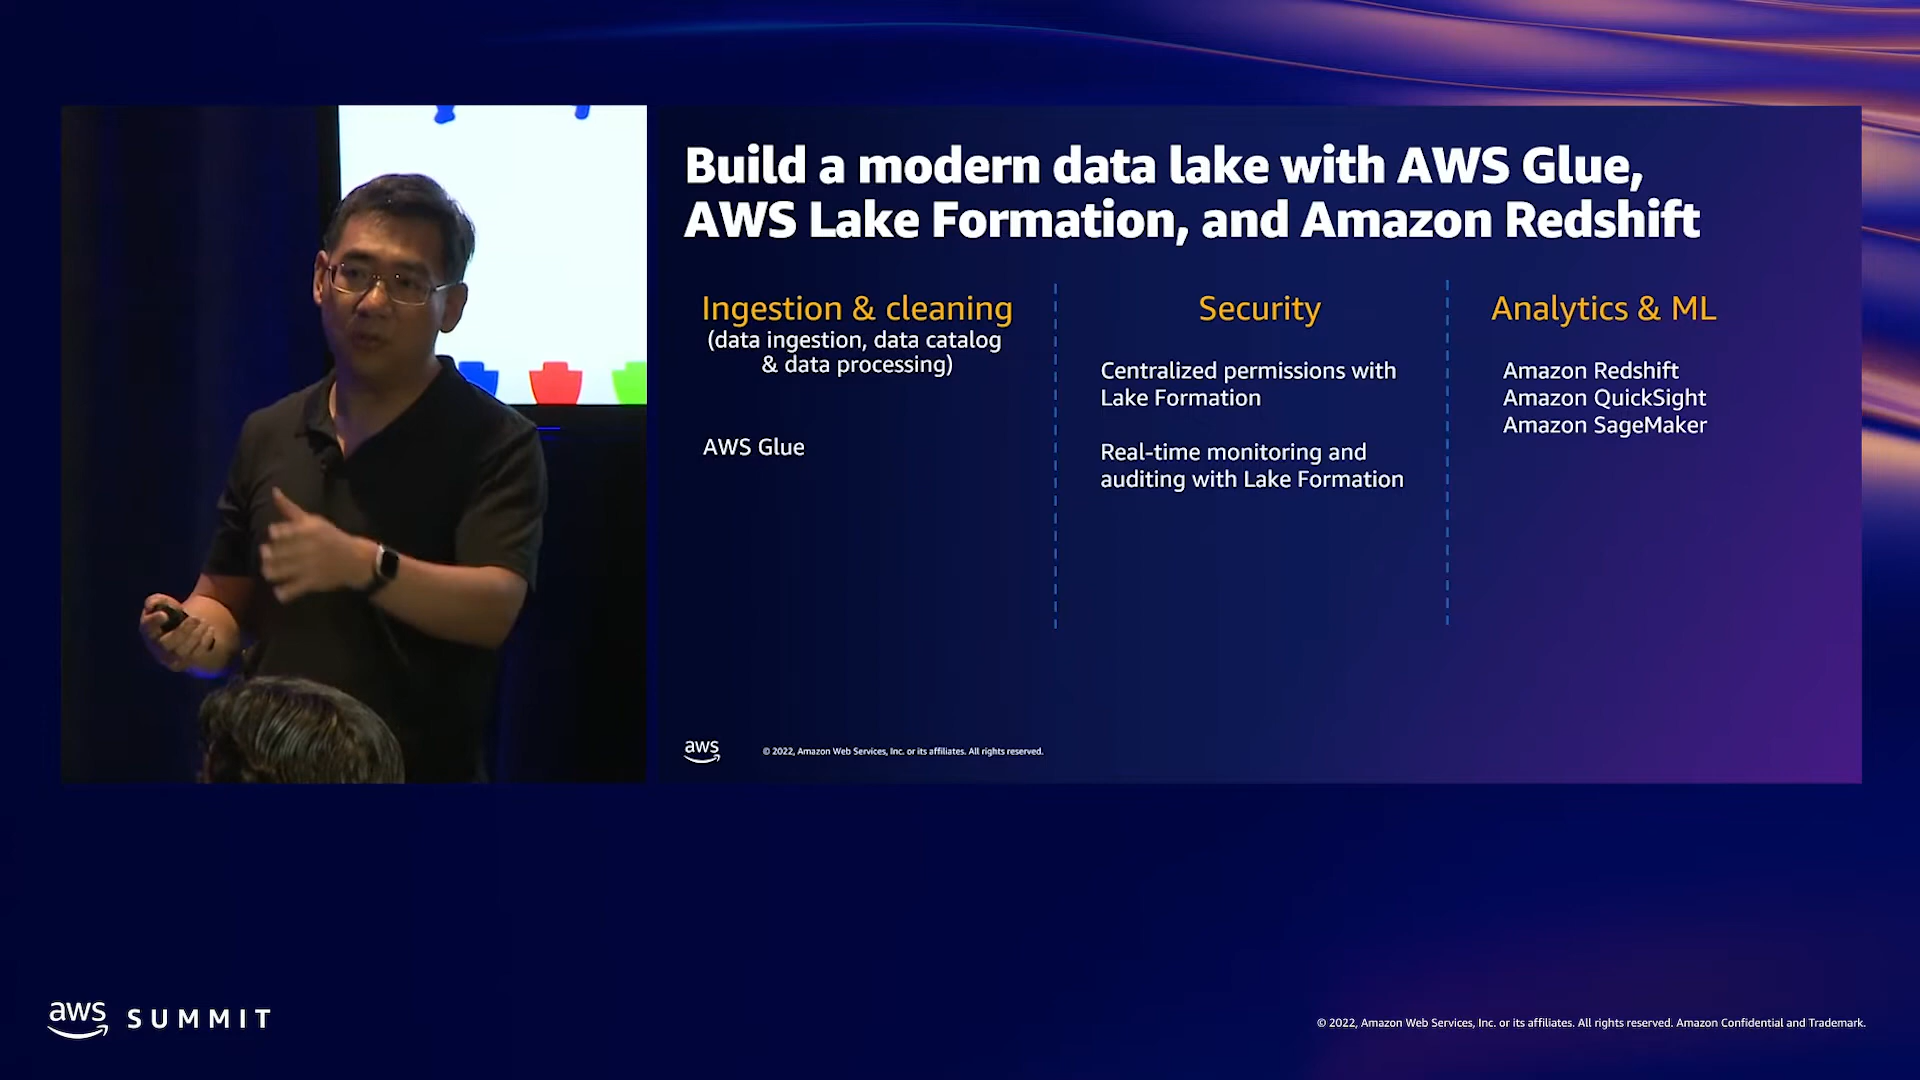 Build a modern data lake with AWS Glue,
AWS Lake Formation, and Amazon Redshift
Ingestion & cleaning
(data ingestion, data catalog
& data processing)
AWS Glue
Security
Centralized permissions with
Lake Formation
Real-time monitoring and
auditing with Lake Formation
Analytics & ML
Amazon Redshift
Amazon QuickSight
Amazon SageMaker
aws
© 2022, Amazon Web Services, Inc. or its affiliates. All rights reserved.
aws SUMMIT
© 2022, Amazon Web Services, Inc. or its affiliates. All rights reserved. Amazon Confidential and Trademark.